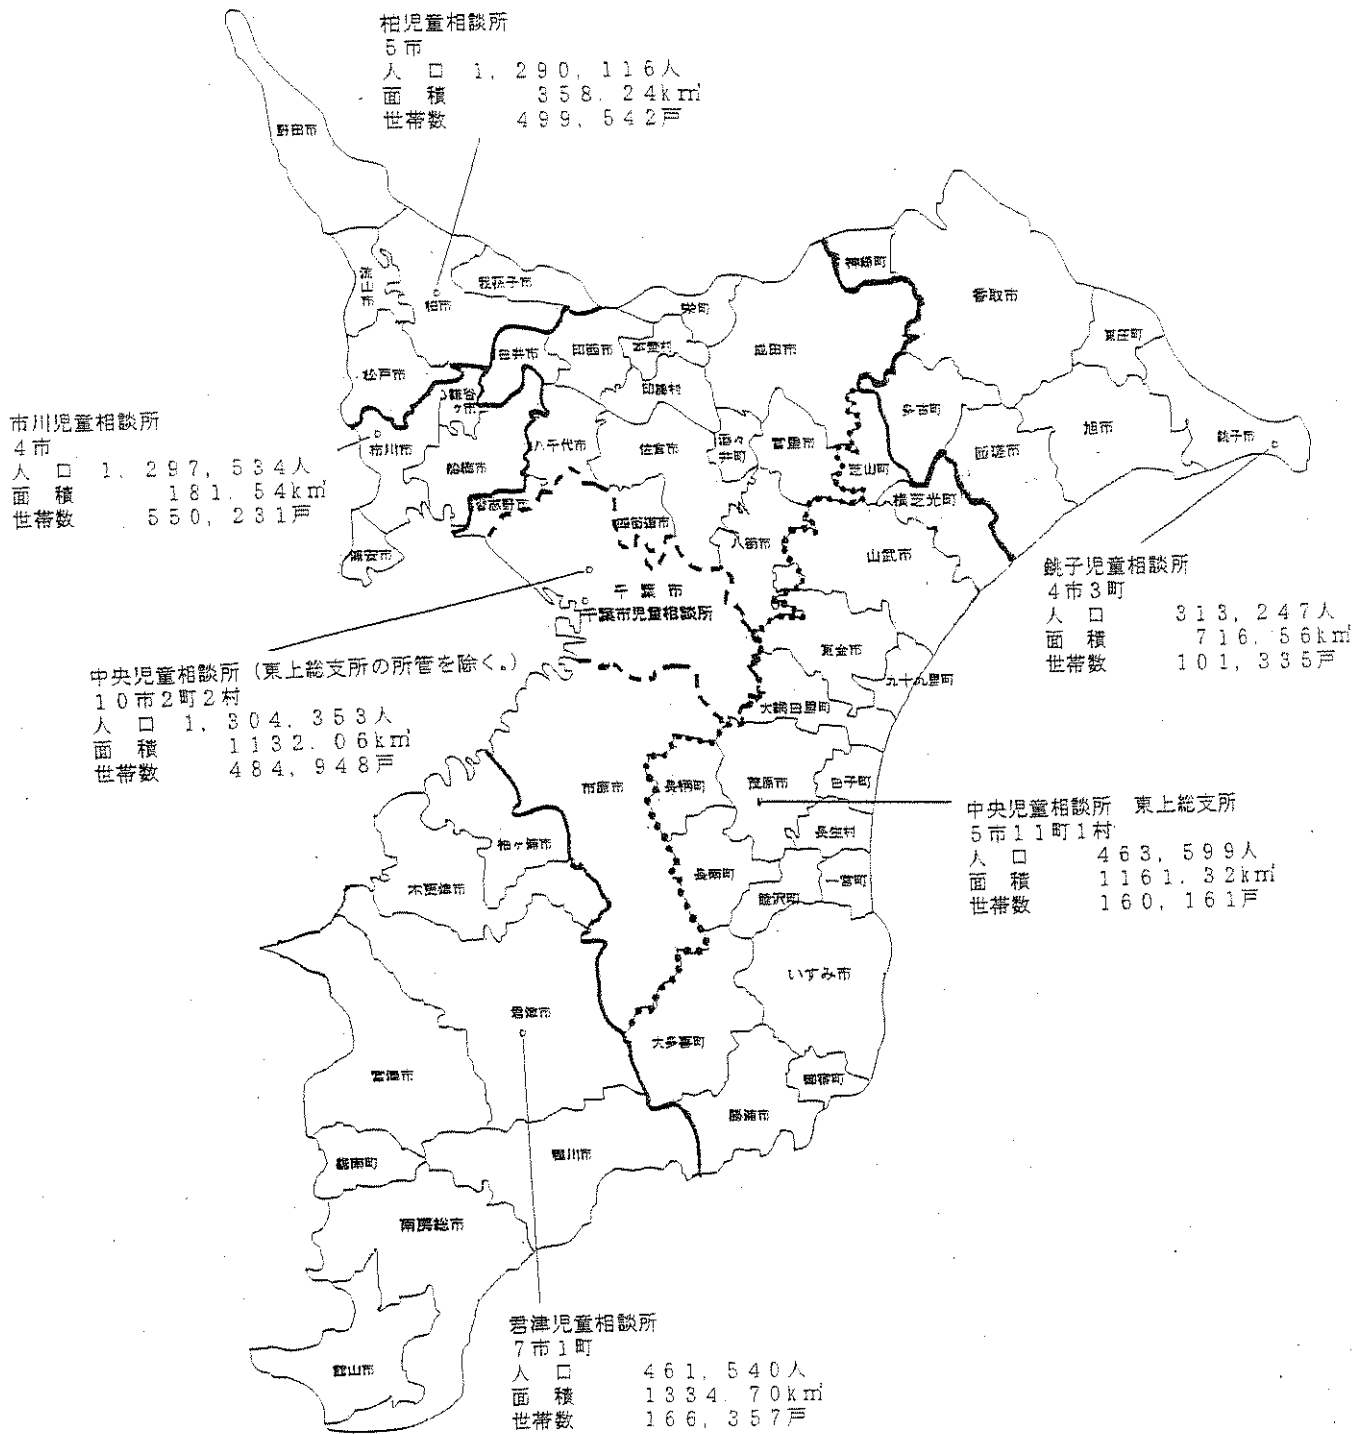 柏児童相談所
5市
人 口 1,290,116人
面 積 358.24k㎡
世帯数 499,542戸
野田市
流山市
柏市
我孫子市
神崎町
香取市
東庄町
栄町
白井市
印西市
本埜村
成田市
印旛村
松戸市
鎌ケ谷市
多古町
旭市
匝瑳市
銚子市
市川児童相談所
4市
人 口 1,297,534人
面 積 181.54k㎡
世帯数 550,231戸
市川市
船橋市
八千代市
佐倉市
酒々井町
富里市
芝山町
横芝光町
習志野市
四街道市
八街市
山武市
浦安市
千葉市
千葉市児童相談所
銚子児童相談所
4市3町
人 口 313,247人
面 積 716.56k㎡
世帯数 101,335戸
中央児童相談所(東上総支所の所管を除く。)
10市2町2村
人 口 1,304,353人
面 積 1132.06k㎡
世帯数 484,948戸
東金市
九十九里町
大網白里町
市原市
長柄町
茂原市
白子町
長生村
中央児童相談所 東上総支所
5市11町1村
人 口 463,599人
面 積 1161.32k㎡
世帯数 160,161戸
袖ヶ浦市
木更津市
長南町
睦沢町
一宮町
いすみ市
君津市
大多喜町
富津市
御宿町
勝浦市
鴨川市
鋸南町
南房総市
館山市
君津児童相談所
7市1町
人 口 461,540人
面 積 1334.70k㎡
世帯数 166,357戸